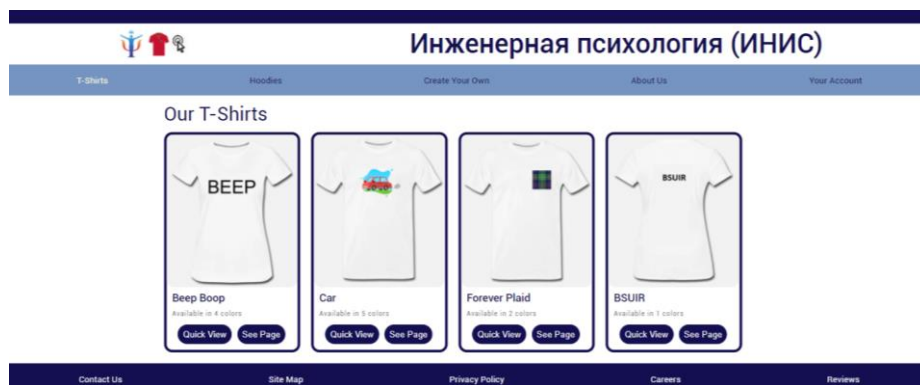 Инженерная психология (ИНИС)
T-Shirts Hoodies Create Your Own About Us Your Account
Our T-Shirts
BEEP
BSUIR
Beep Boop Car Forever Plaid BSUIR
Available in 4 colors Available in 5 colors Available in 2 colors Available in 1 colors
Quick View See Page Quick View See Page Quick View See Page Quick View See Page
Contact Us Site Map Privacy Policy Careers Reviews